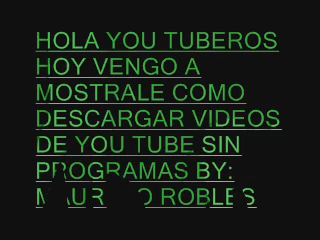 HOLA YOU TUBEROS
HOY VENGO A
MOSTRALE COMO
DESCARGAR VIDEOS
DE YOU TUBE SIN
PROGRAMAS BY:
ROBLES